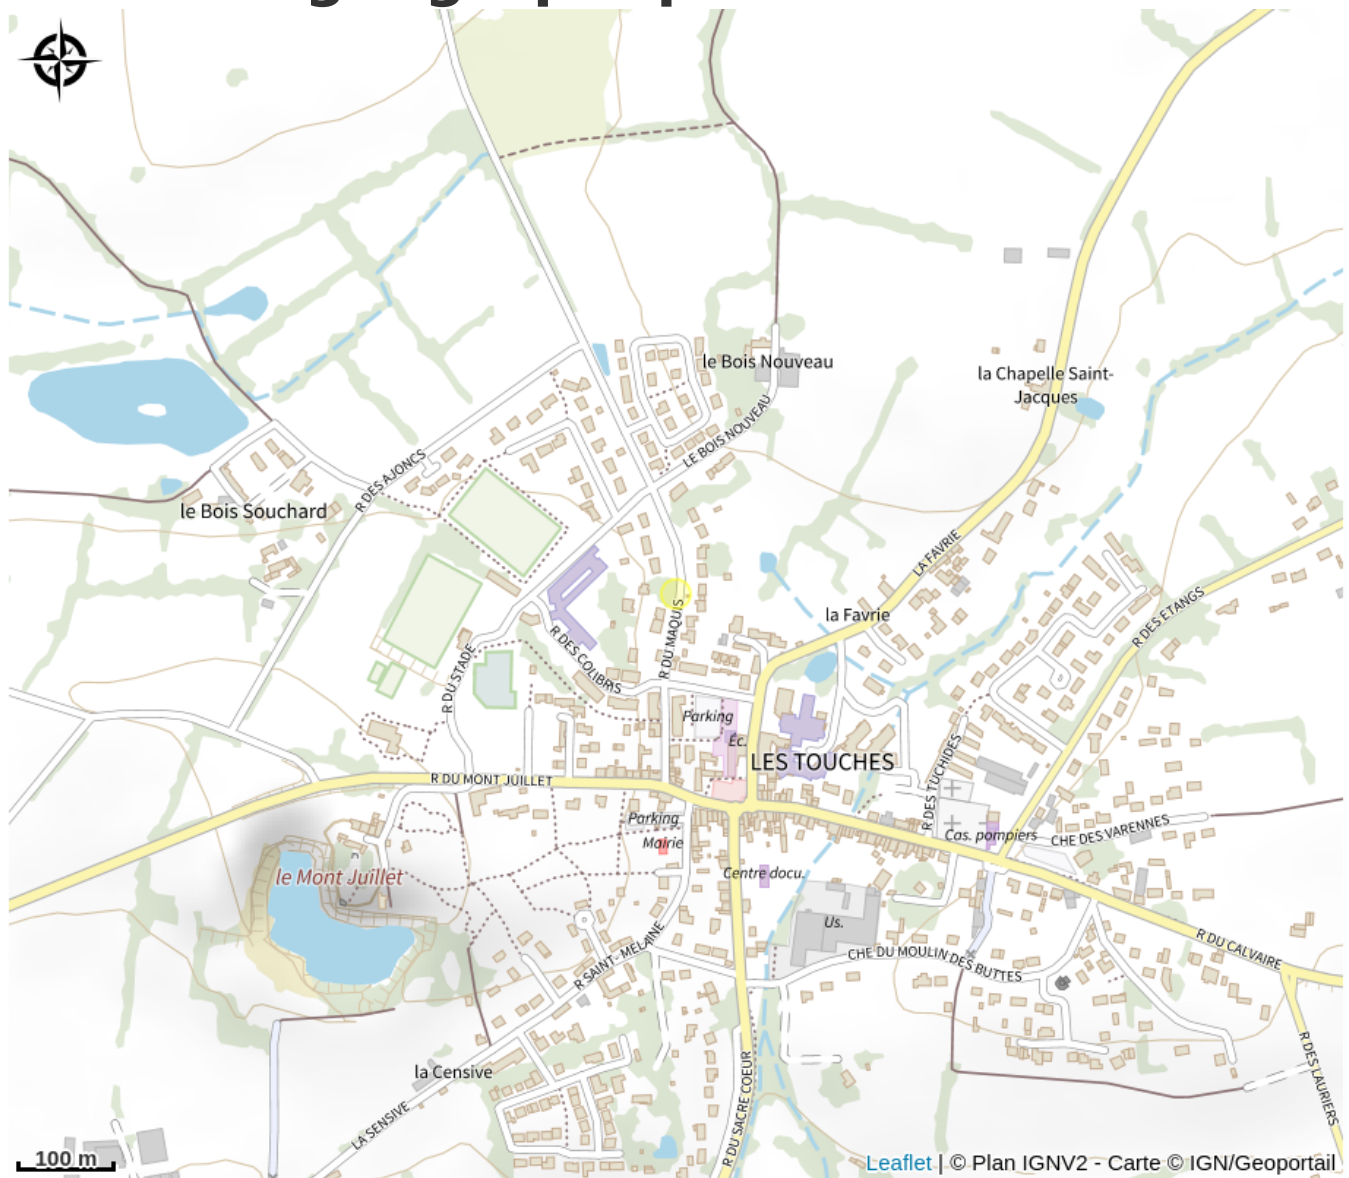 le Bois Nouveau
la Chapelle Saint-
Jacques
LE BOIS NOUVEAU
R DES AJONCS
le Bois Souchard
LA FAVRIE
la Favrie
R DES ETANGS
R DU MAQUIS
R DES COLIBRIS
R DU STADE
Parking
Ec.
LES TOUCHES
R DU MONT JUILLET
R DES TUCHIDES
Parking
Mairie
Cas. pompiers
CHE DES VARENNES
le Mont Juillet
Centre docu.
Us.
R SAINT-MELAINE
CHE DU MOULIN DES BUTTES
R DU CALVAIRE
la Censive
LA SENSIVE
R DU SACRE COEUR
R DES LAURIERS
100 m
Leaflet | © Plan IGNV2 - Carte © IGN/Geoportail